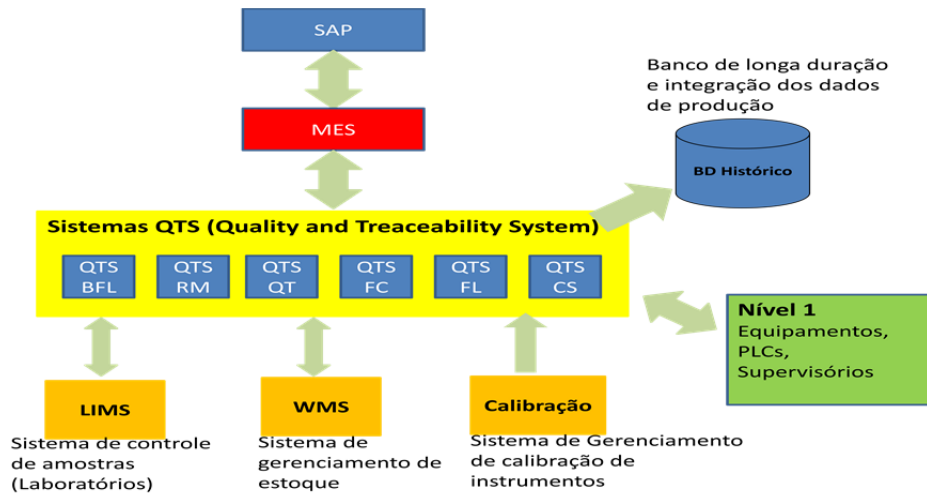 SAP
Banco de longa duração
e integração dos dados
de produção
MES
BD Histórico
Sistemas QTS (Quality and Treaceability System)
QTS
BFL
QTS
RM
QTS
QT
QTS
FC
QTS
FL
QTS
CS
Nível 1
Equipamentos,
PLCs,
Supervisórios
LIMS
WMS
Calibração
Sistema de controle
de amostras
(Laboratórios)
Sistema de
gerenciamento de
estoque
Sistema de Gerenciamento
de calibração de
instrumentos